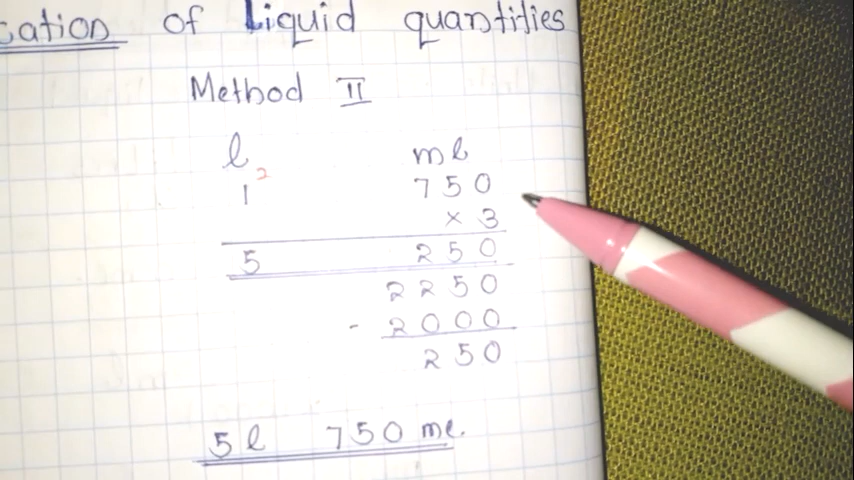 cation of Liquid quantities
Method II
l ml
1 2 750
× 3
5 250
2250
- 2000
250
5l 750 ml.